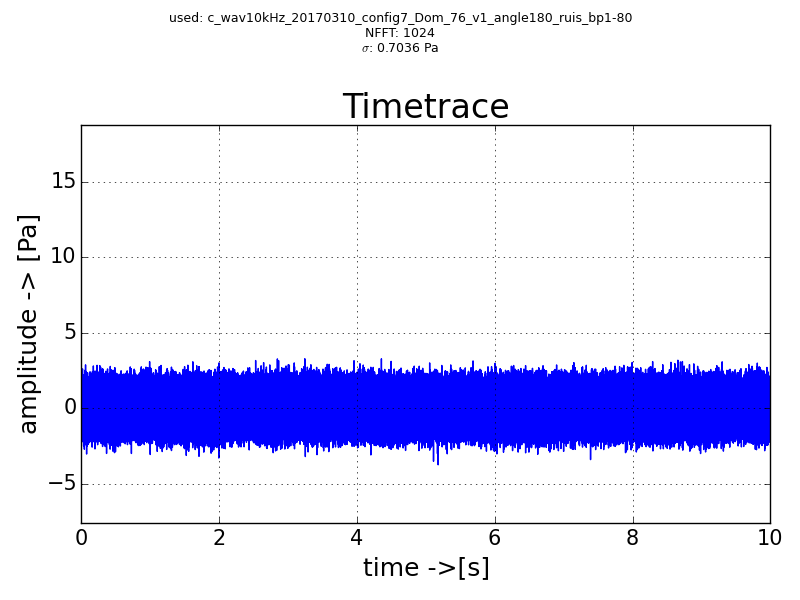 used: c_wav10kHz_20170310_config7_Dom_76_v1_angle180_ruis_bp1-80
NFFT: 1024
σ: 0.7036 Pa
Timetrace
amplitude -> [Pa]
15
10
5
0
−5
0 2 4 6 8 10
time ->[s]